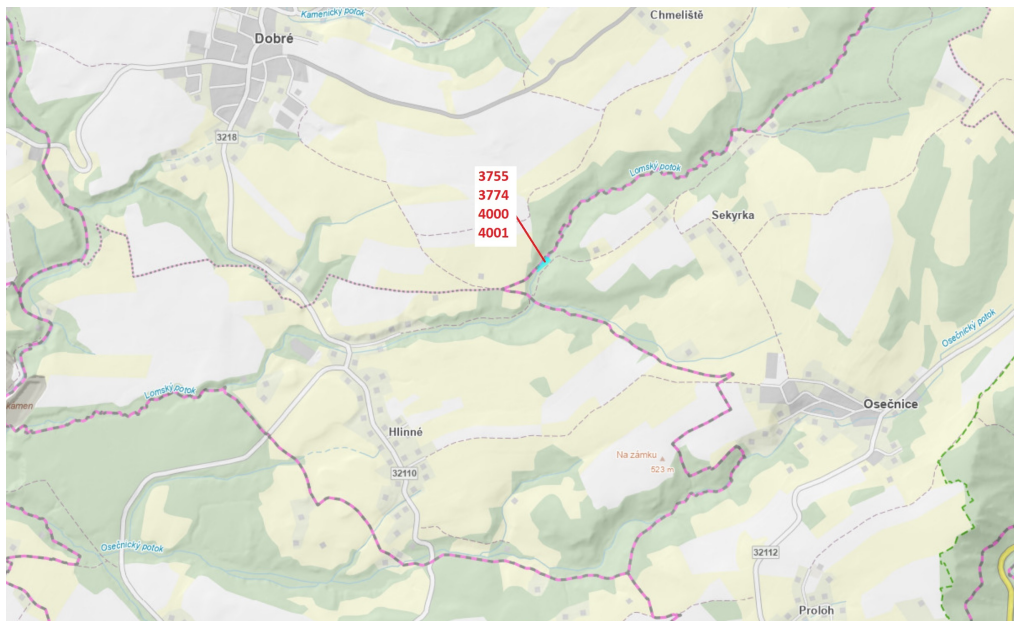 Kamenický potok
Chmeliště
Dobré
3218
Lomský potok
3755
3774
4000
4001
Sekyrka
Osečnický potok
Lomský potok
kamen
Osečnice
Hlinné
Na zámku
523 m
32110
Osečnický potok
32112
Proloh